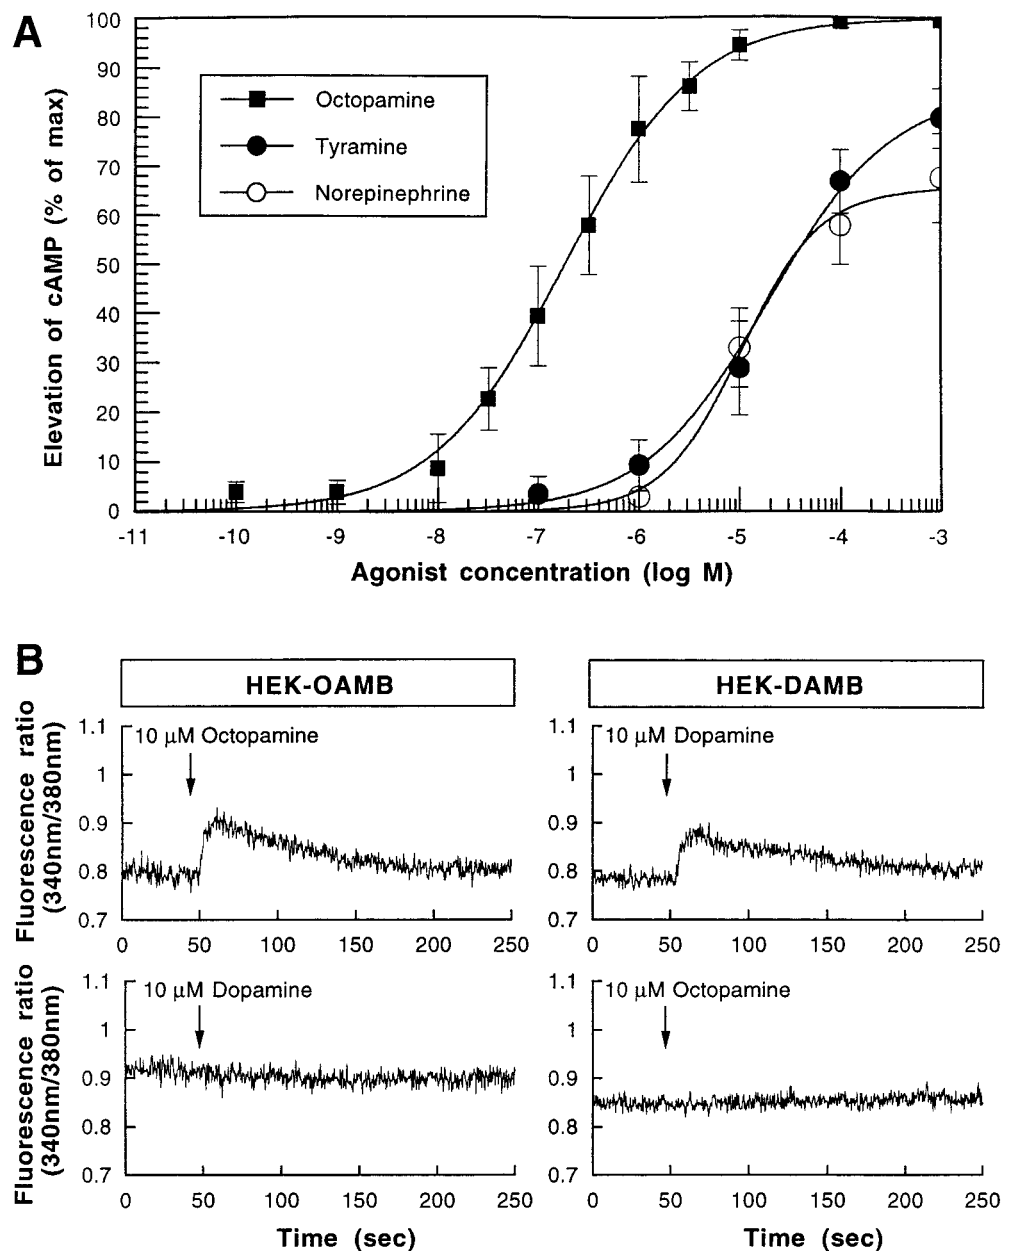 A
Elevation of cAMP (% of max)
100
90
80
70
60
50
40
30
20
10
0
Octopamine
Tyramine
Norepinephrine
-11 -10 -9 -8 -7 -6 -5 -4 -3
Agonist concentration (log M)
B
HEK-OAMB
HEK-DAMB
Fluorescence ratio
(340nm/380nm)
1.1
1
0.9
0.8
0.7
10 μM Octopamine
0 50 100 150 200 250
1.1
1
0.9
0.8
0.7
10 μM Dopamine
0 50 100 150 200 250
Fluorescence ratio
(340nm/380nm)
1.1
1
0.9
0.8
0.7
10 μM Dopamine
0 50 100 150 200 250
Time (sec)
1.1
1
0.9
0.8
0.7
10 μM Octopamine
0 50 100 150 200 250
Time (sec)